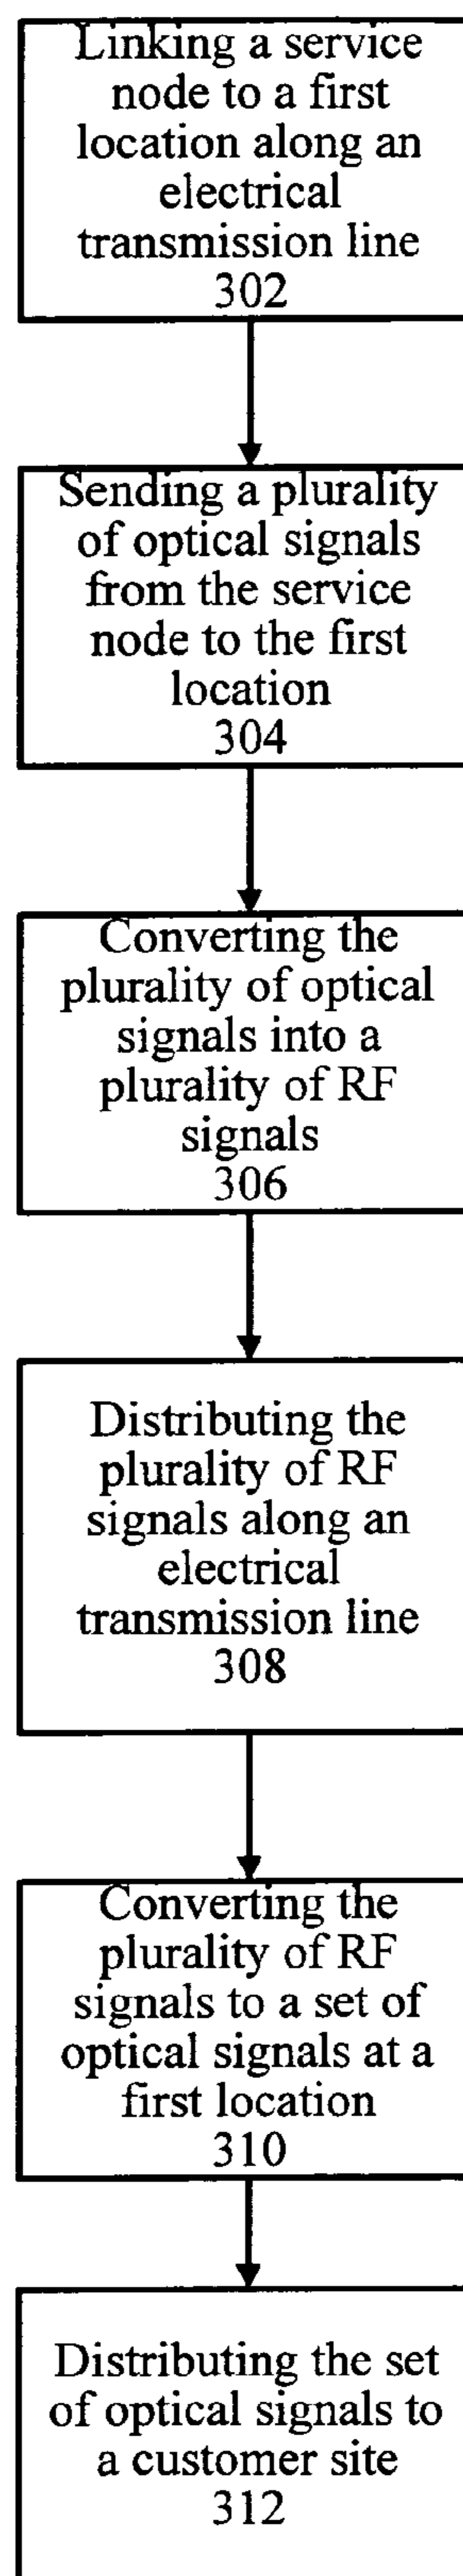 Linking a service
node to a first
location along an
electrical
transmission line
302
Sending a plurality
of optical signals
from the service
node to the first
location
304
Converting the
plurality of optical
signals into a
plurality of RF
signals
306
Distributing the
plurality of RF
signals along an
electrical
transmission line
308
Converting the
plurality of RF
signals to a set of
optical signals at a
first location
310
Distributing the set
of optical signals to
a customer site
312